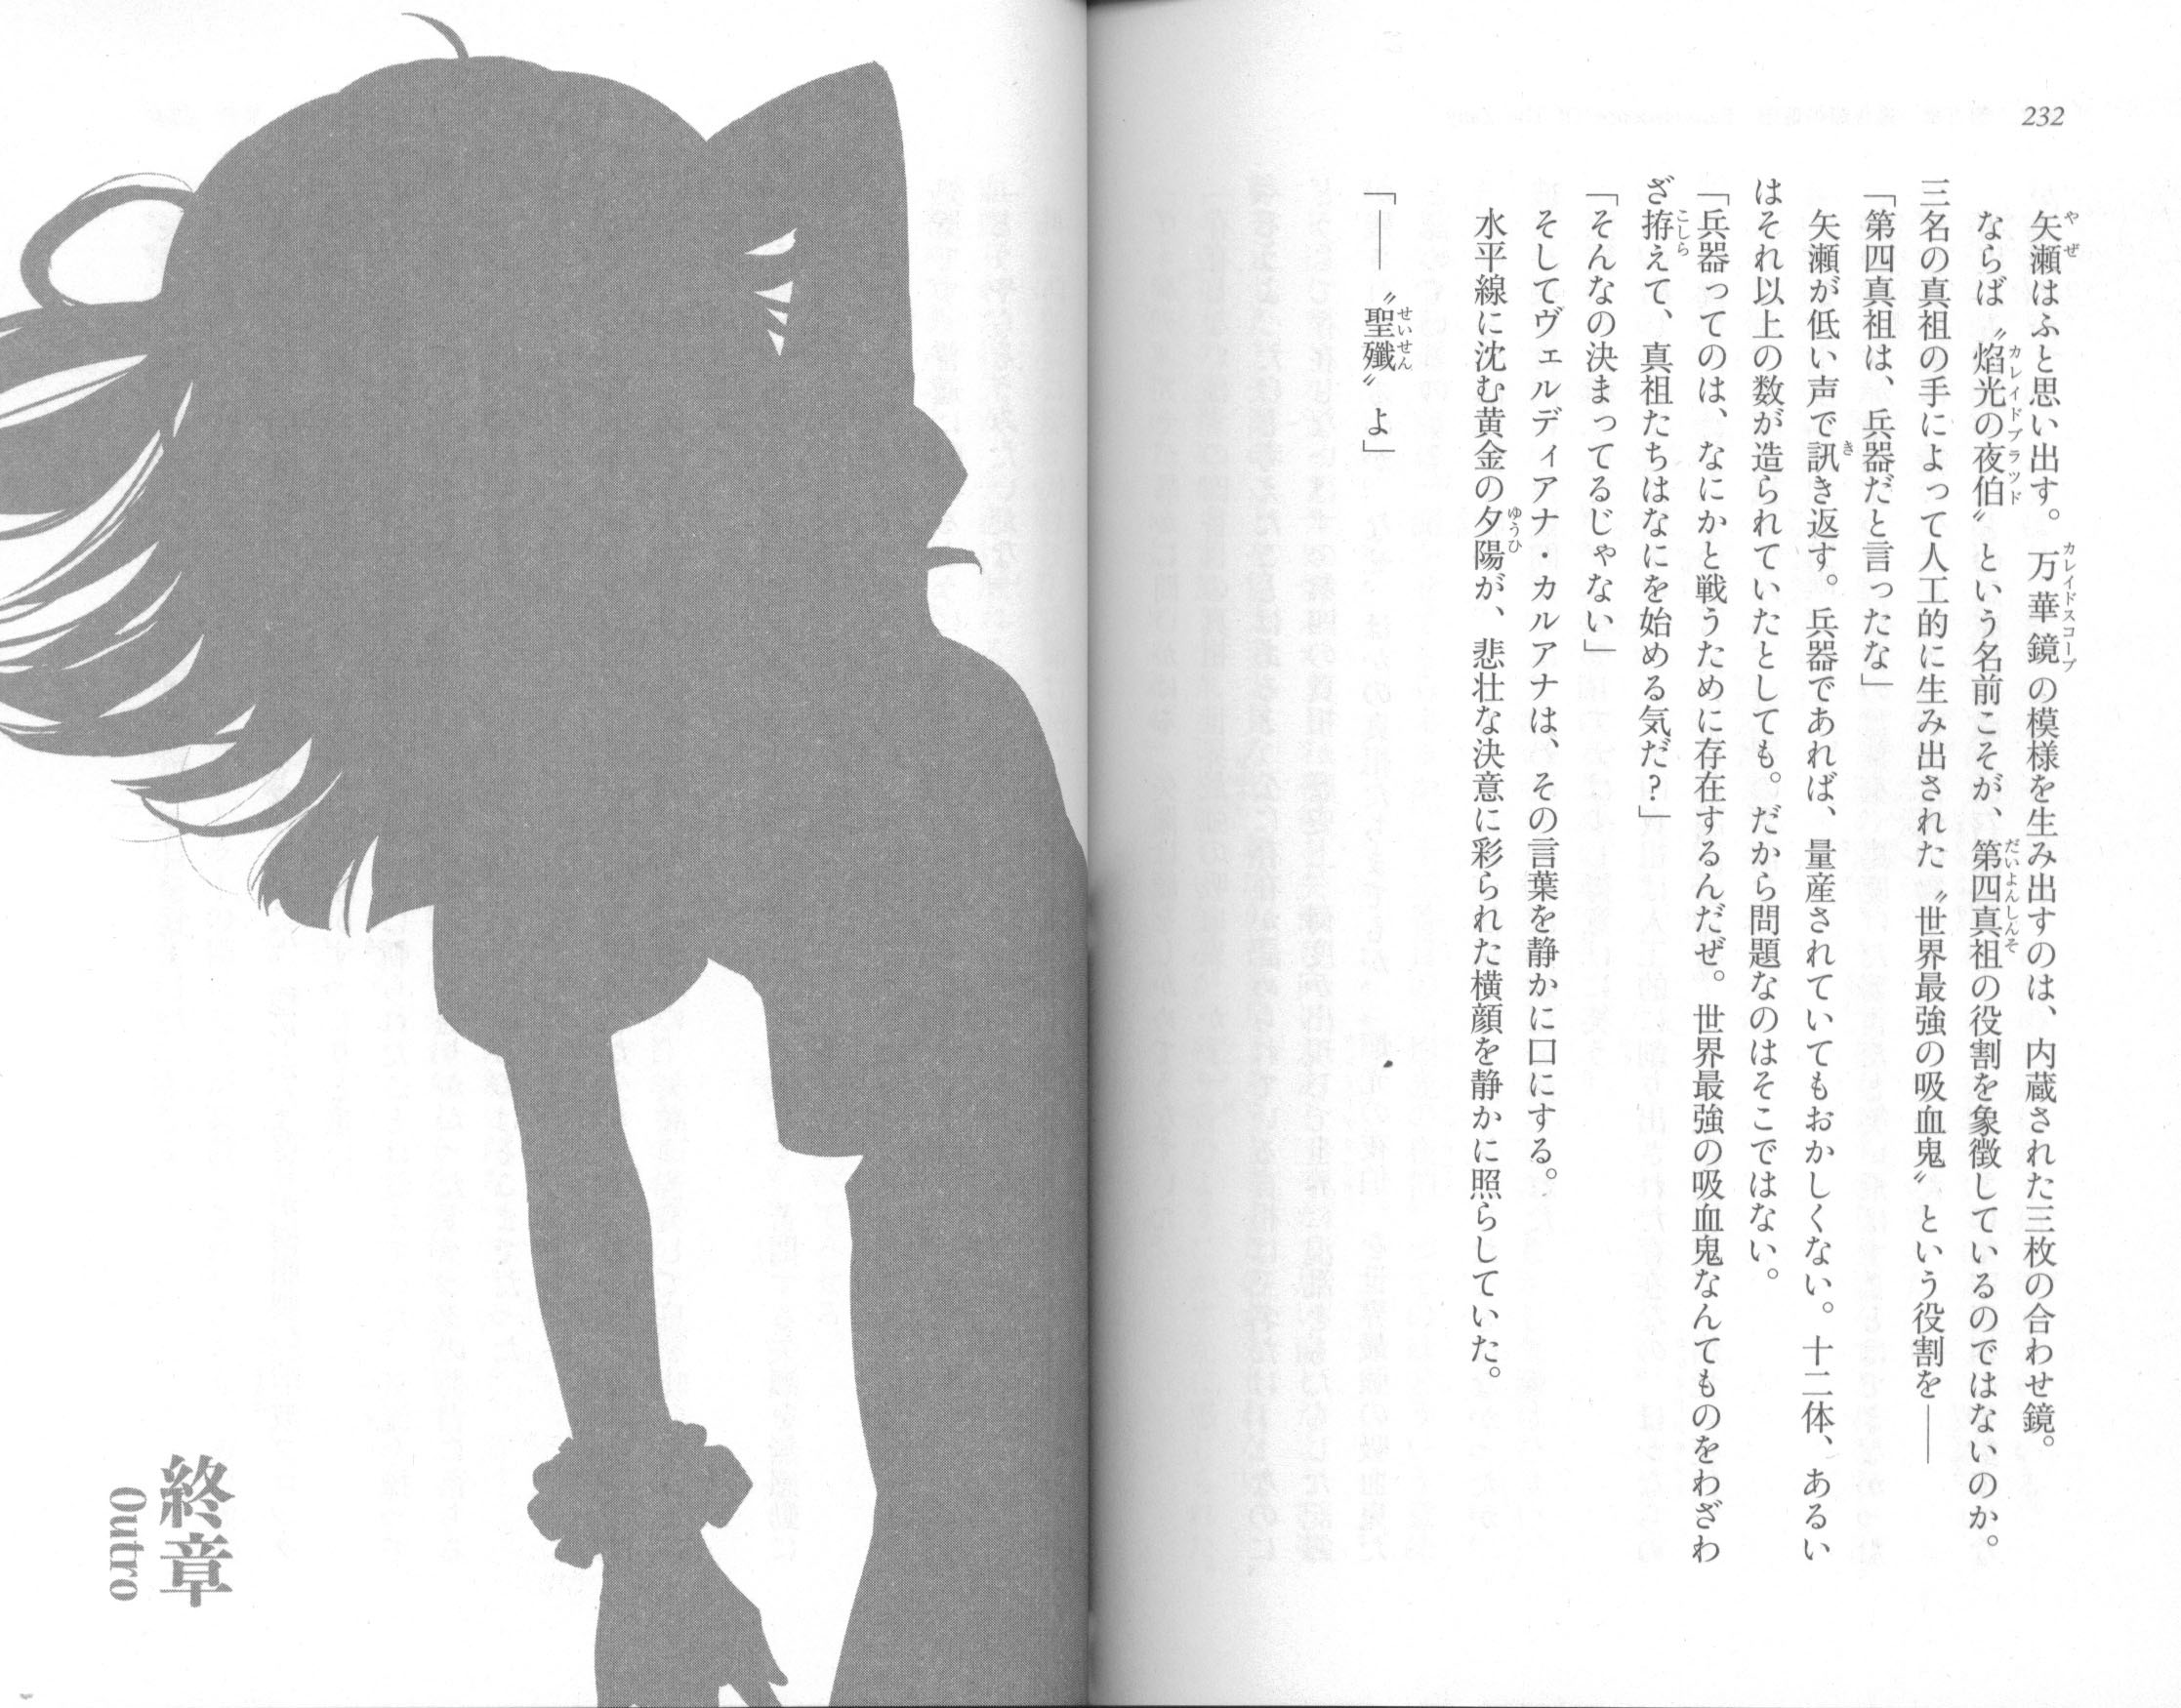 232
矢瀬はふと思い出す。万華鏡の模様を生み出すのは、内蔵された三枚の合わせ鏡。
ならば〝焰光の夜伯〟という名前こそが、第四真祖の役割を象徴しているのではないのか。
三名の真祖の手によって人工的に生み出された〝世界最強の吸血鬼〟という役割を――
「第四真祖は、兵器だと言ったな」
矢瀬が低い声で訊き返す。兵器であれば、量産されていてもおかしくない。十二体、あるい
はそれ以上の数が造られていたとしても。だから問題なのはそこではない。
「兵器ってのは、なにかと戦うために存在するんだぜ。世界最強の吸血鬼なんてものをわざわ
ざ拵えて、真祖たちはなにを始める気だ？」
「そんなの決まってるじゃない」
そしてヴェルディアナ・カルアナは、その言葉を静かに口にする。
水平線に沈む黄金の夕陽が、悲壮な決意に彩られた横顔を静かに照らしていた。
「――〝聖殲〟よ」
終章
Outro